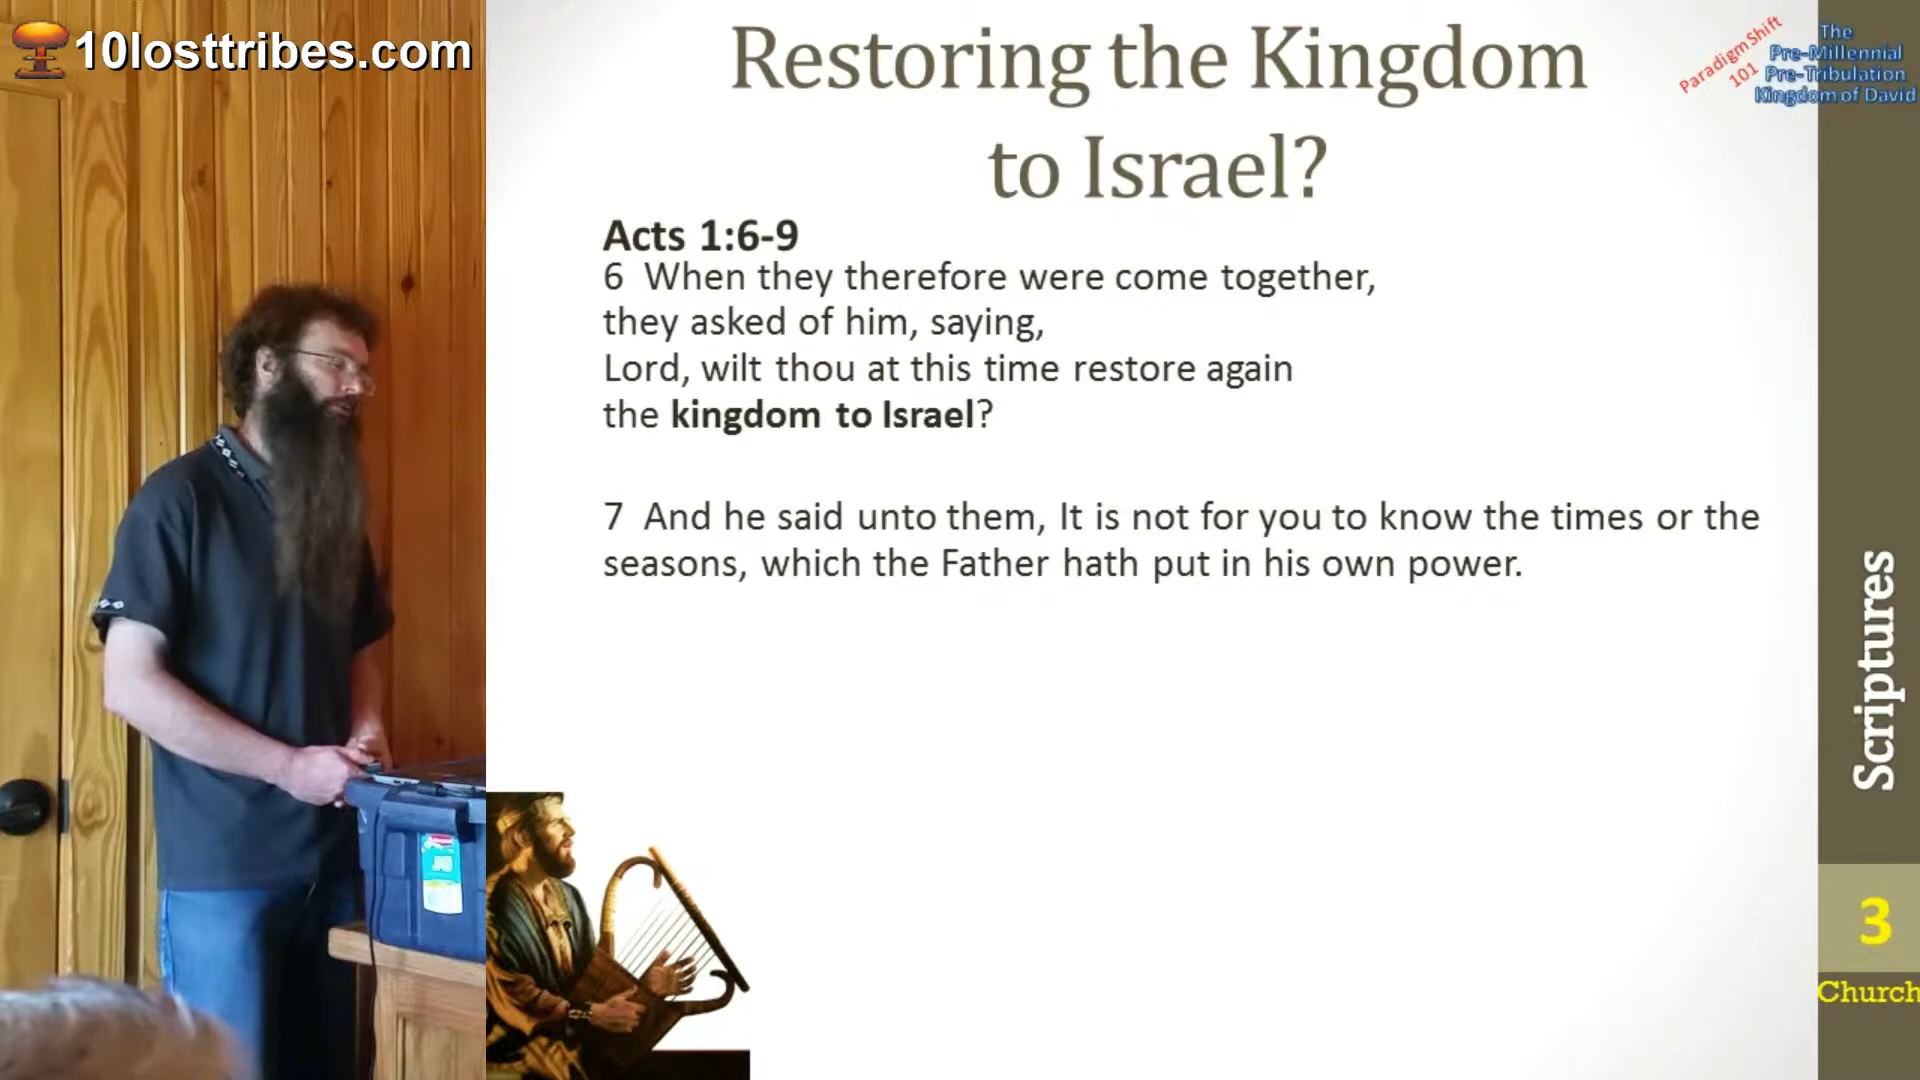 10losttribes.com
Restoring the Kingdom
to Israel?
Paradigm Shift
101
The
Pre-Millennial
Pre-Tribulation
Kingdom of David
Acts 1:6-9
6 When they therefore were come together,
they asked of him, saying,
Lord, wilt thou at this time restore again
the kingdom to Israel?
7 And he said unto them, It is not for you to know the times or the
seasons, which the Father hath put in his own power.
Scriptures
3
Church